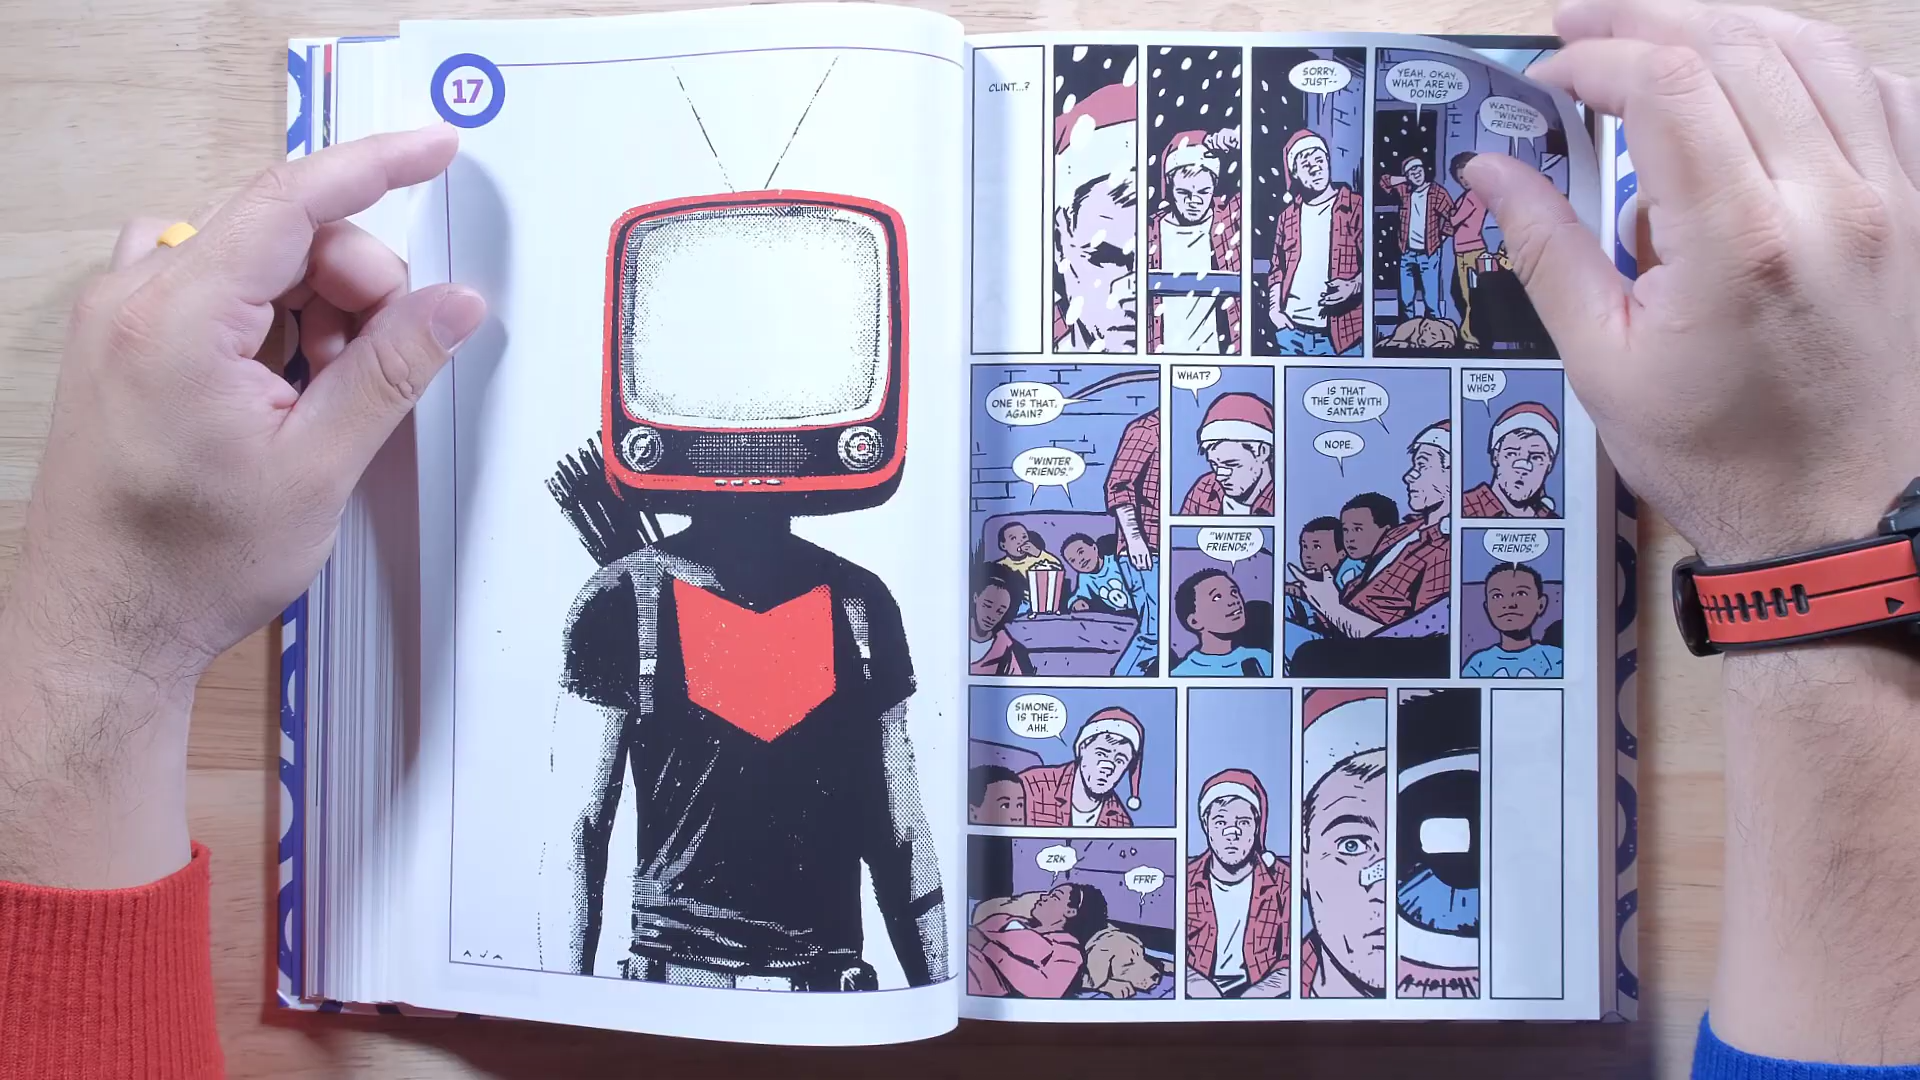 17
AJA
CLINT...?
SORRY,
JUST--
YEAH, OKAY.
WHAT ARE WE
DOING?
WATCHING
"WINTER
FRIENDS."
WHAT
ONE IS THAT,
AGAIN?
"WINTER
FRIENDS."
WHAT?
"WINTER
FRIENDS."
IS THAT
THE ONE WITH
SANTA?
NOPE.
THEN
WHO?
"WINTER
FRIENDS."
SIMONE,
IS THE--
AHH.
ZRK
FFRF